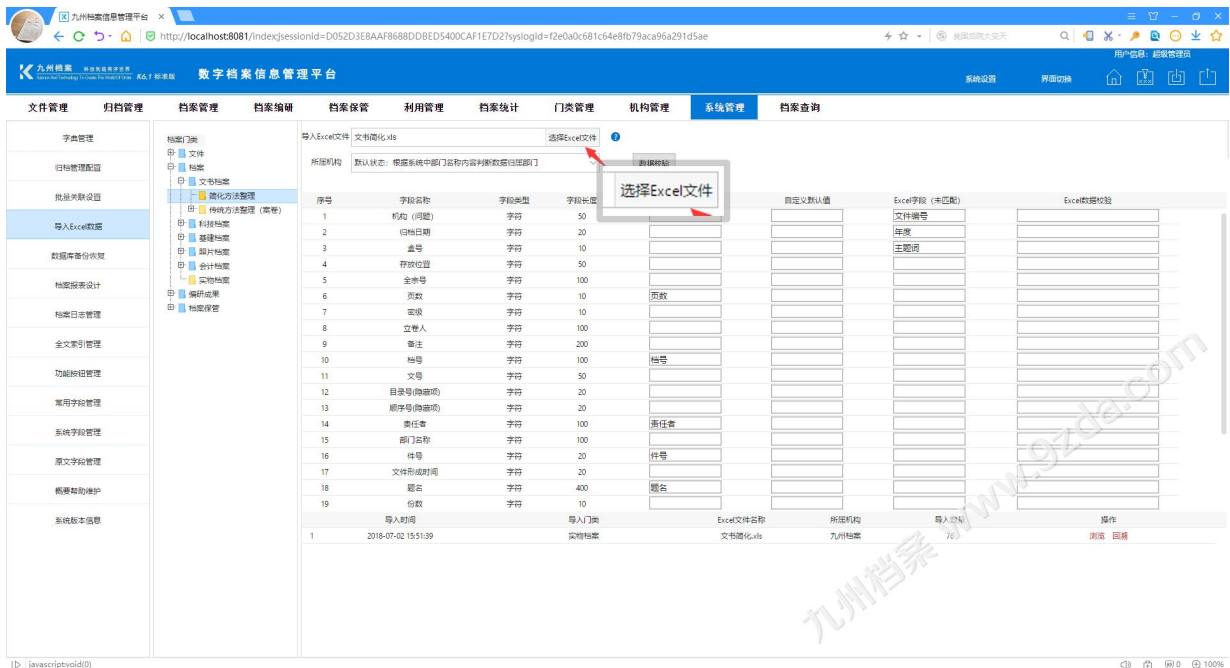 九州档案信息管理平台
http://localhost:8081/index;jsessionid=D052D3EBAAF8688DDBED5400CAF1E7D2?syslogid=f2e0a0c681c64e8fb79aca96a291d5ae
用户信息：超级管理员
九州档案 K6.1 标准版 数字档案信息管理平台 系统设置 界面切换
文件管理 归档管理 档案管理 档案编研 档案保管 利用管理 档案统计 门类管理 机构管理 系统管理 档案查询
字典管理
归档管理配置
批量关联设置
导入Excel数据
数据库备份恢复
档案报表设计
档案日志管理
全文索引管理
功能按钮管理
常用字段管理
系统字段管理
原文字段管理
概要帮助维护
系统版本信息
档案门类
文件
档案
文书档案
简化方法整理
传统方法整理（案卷）
科技档案
基建档案
照片档案
会计档案
实物档案
编研成果
档案保管
导入Excel文件 文书简化.xls 选择Excel文件
所属机构 默认状态：根据系统中部门名称内容判断数据归属部门 数据校验
选择Excel文件
序号 字段名称 字段类型 字段长度 自定义默认值 Excel字段（未匹配） Excel数据校验
1 机构（问题） 字符 50 文件编号
2 归档日期 字符 20 年度
3 盒号 字符 10 主题词
4 存放位置 字符 50
5 全宗号 字符 100
6 页数 字符 10 页数
7 密级 字符 10
8 立卷人 字符 100
9 备注 字符 200
10 档号 字符 100 档号
11 文号 字符 50
12 目录号(隐藏项) 字符 20
13 顺序号(隐藏项) 字符 20
14 责任者 字符 100 责任者
15 部门名称 字符 100
16 件号 字符 20 件号
17 文件形成时间 字符 20
18 题名 字符 400 题名
19 份数 字符 10
导入时间 导入门类 Excel文件名称 所属机构 导入总量 操作
1 2018-07-02 15:51:39 实物档案 文书简化.xls 九州档案 浏览 回溯
九州档案 www.9zda.com
javascript:void(0)
0 100%